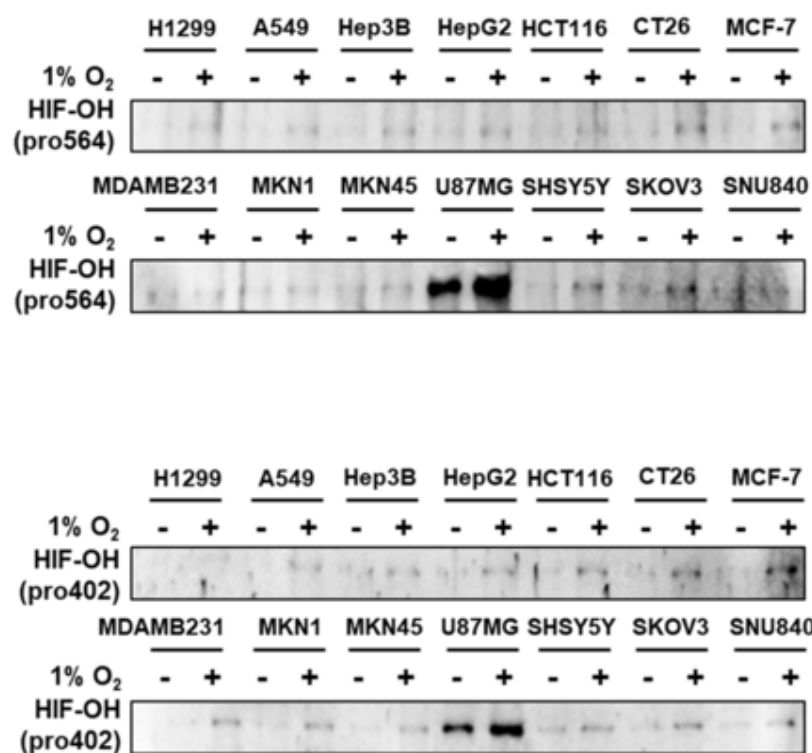 H1299 A549 Hep3B HepG2 HCT116 CT26 MCF-7
1% O₂ - + - + - + - + - + - + - +
HIF-OH
(pro564)
MDAMB231 MKN1 MKN45 U87MG SHSY5Y SKOV3 SNU840
1% O₂ - + - + - + - + - + - + - +
HIF-OH
(pro564)
H1299 A549 Hep3B HepG2 HCT116 CT26 MCF-7
1% O₂ - + - + - + - + - + - + - +
HIF-OH
(pro402)
MDAMB231 MKN1 MKN45 U87MG SHSY5Y SKOV3 SNU840
1% O₂ - + - + - + - + - + - + - +
HIF-OH
(pro402)